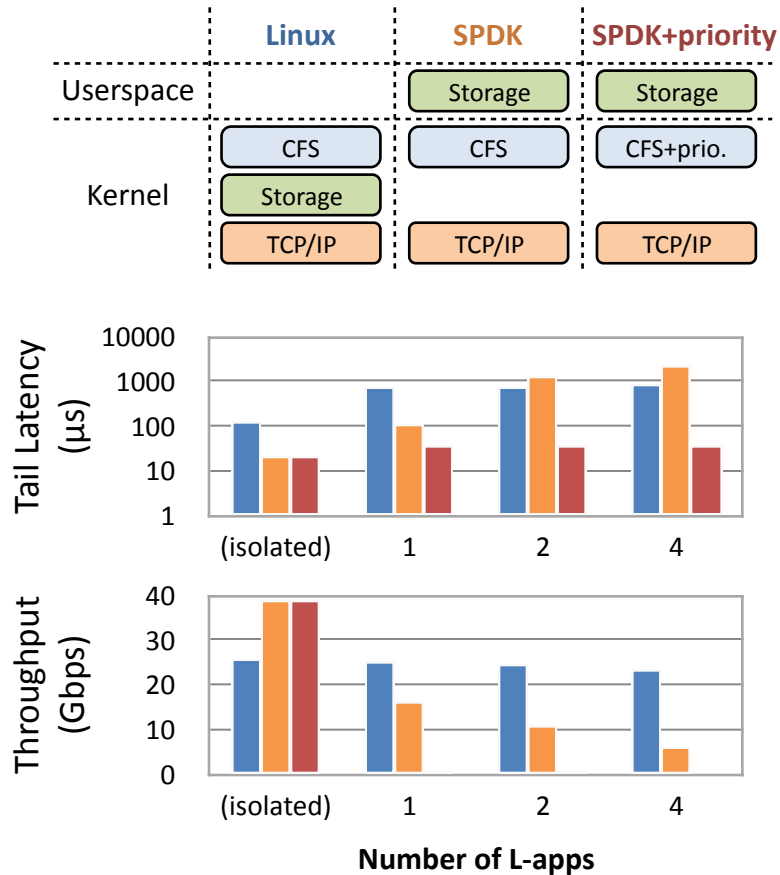 Linux SPDK SPDK+priority
Userspace Storage Storage
CFS CFS CFS+prio.
Kernel Storage
TCP/IP TCP/IP TCP/IP
Tail Latency
(µs)
10000
1000
100
10
1
(isolated) 1 2 4
Throughput
(Gbps)
40
30
20
10
0
(isolated) 1 2 4
Number of L-apps